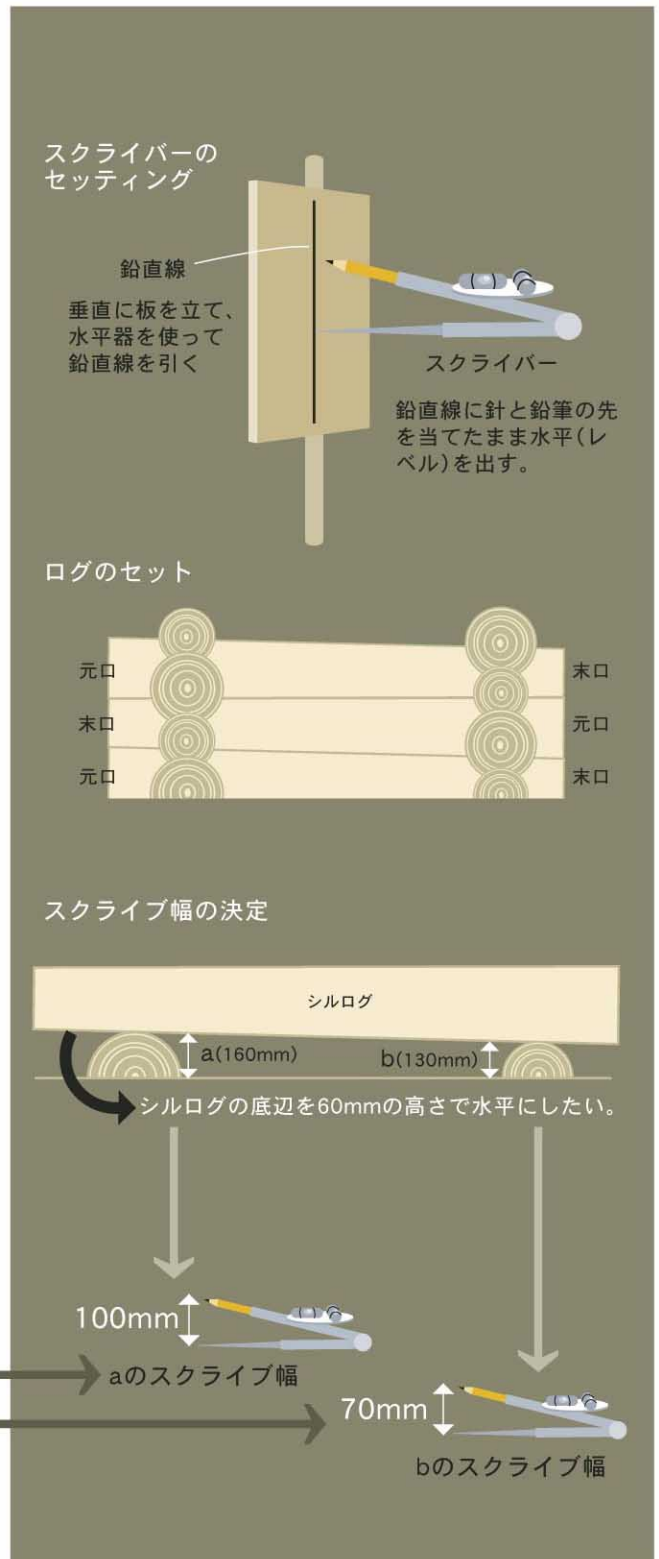 スクライバーの
セッティング
鉛直線
垂直に板を立て、
水平器を使って
鉛直線を引く
スクライバー
鉛直線に針と鉛筆の先
を当てたまま水平(レ
ベル)を出す。
ログのセット
元口
末口
末口
元口
元口
末口
スクライブ幅の決定
シルログ
a(160mm)
b(130mm)
シルログの底辺を60mmの高さで水平にしたい。
100mm
aのスクライブ幅
70mm
bのスクライブ幅